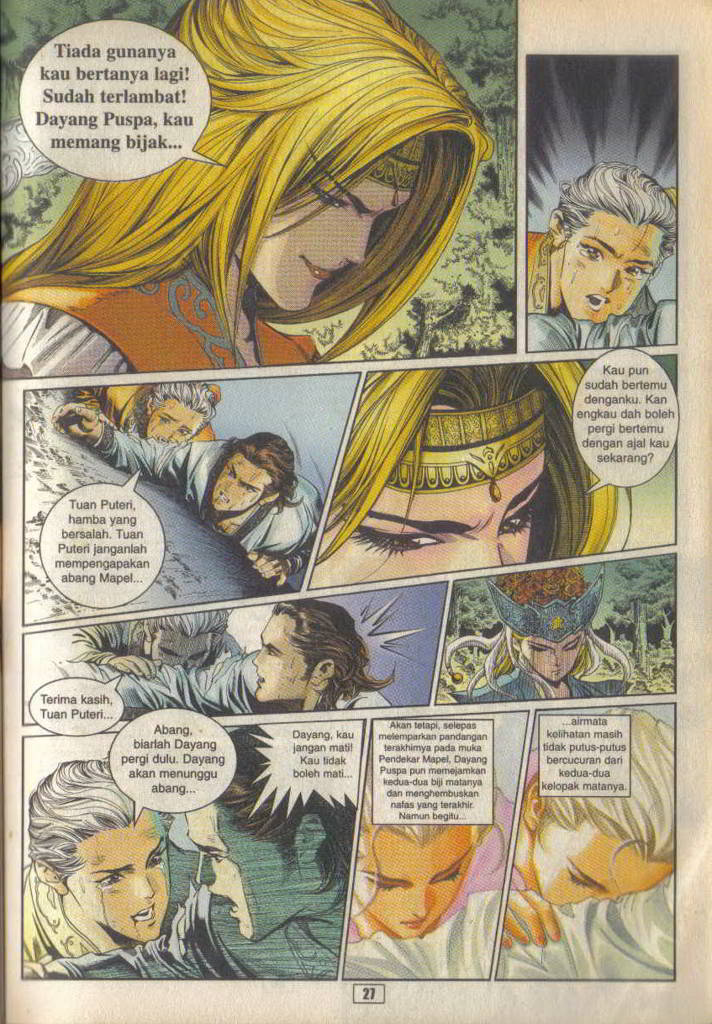 Tiada gunanya
kau bertanya lagi!
Sudah terlambat!
Dayang Puspa, kau
memang bijak...
Kau pun
sudah bertemu
denganku. Kan
engkau dah boleh
pergi bertemu
dengan ajal kau
sekarang?
Tuan Puteri,
hamba yang
bersalah. Tuan
Puteri janganlah
mempengapakan
abang Mapel...
Terima kasih,
Tuan Puteri...
Abang,
biarlah Dayang
pergi dulu. Dayang
akan menunggu
abang...
Dayang, kau
jangan mati!
Kau tidak
boleh mati...
Akan tetapi, selepas
melemparkan pandangan
terakhirnya pada muka
Pendekar Mapel, Dayang
Puspa pun memejamkan
kedua-dua biji matanya
dan menghembuskan
nafas yang terakhir.
Namun begitu...
...airmata
kelihatan masih
tidak putus-putus
bercucuran dari
kedua-dua
kelopak matanya.
27